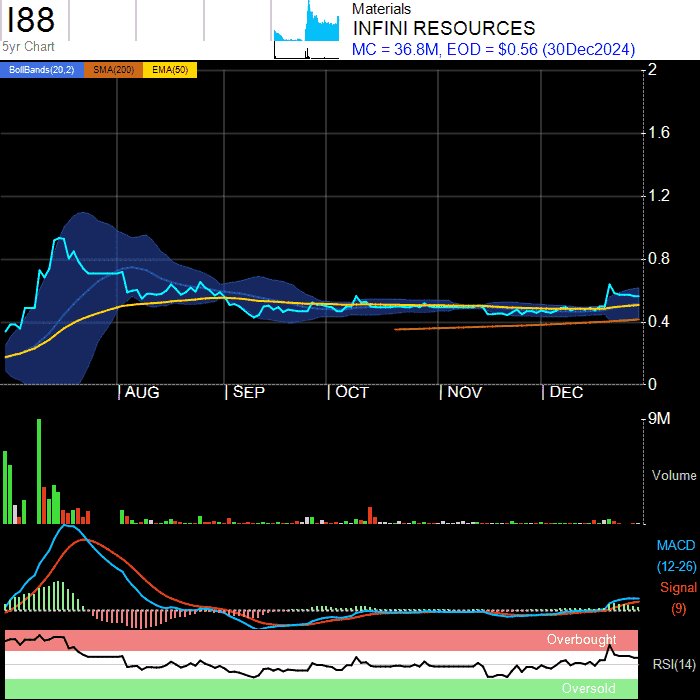 I88
5yr Chart
Materials
INFINI RESOURCES
MC = 36.8M, EOD = $0.56 (30Dec2024)
BollBands(20,2) SMA(200) EMA(50)
2
1.6
1.2
0.8
0.4
0
AUG SEP OCT NOV DEC
9M
Volume
MACD
(12-26)
Signal
(9)
Overbought
RSI(14)
Oversold